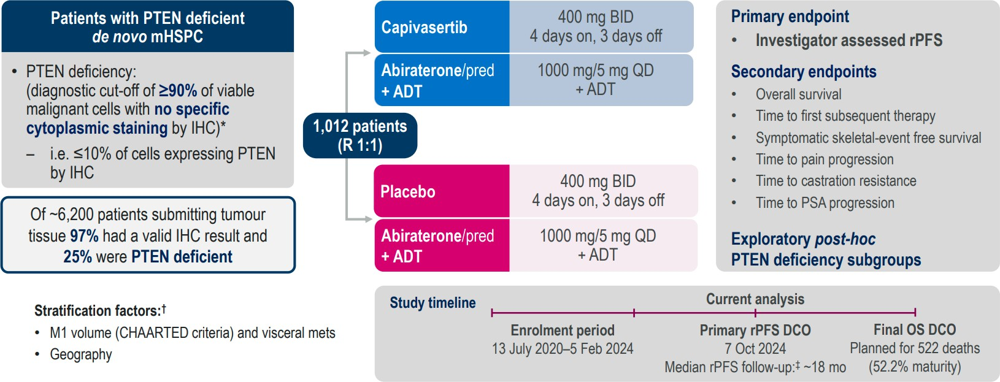 Patients with PTEN deficient
de novo mHSPC
• PTEN deficiency:
(diagnostic cut-off of ≥90% of viable
malignant cells with no specific
cytoplasmic staining by IHC)*
– i.e. ≤10% of cells expressing PTEN
by IHC
Of ~6,200 patients submitting tumour
tissue 97% had a valid IHC result and
25% were PTEN deficient
Stratification factors:†
• M1 volume (CHAARTED criteria) and visceral mets
• Geography
1,012 patients
(R 1:1)
Capivasertib
400 mg BID
4 days on, 3 days off
Abiraterone/pred
+ ADT
1000 mg/5 mg QD
+ ADT
Placebo
400 mg BID
4 days on, 3 days off
Abiraterone/pred
+ ADT
1000 mg/5 mg QD
+ ADT
Primary endpoint
• Investigator assessed rPFS
Secondary endpoints
• Overall survival
• Time to first subsequent therapy
• Symptomatic skeletal-event free survival
• Time to pain progression
• Time to castration resistance
• Time to PSA progression
Exploratory post-hoc
PTEN deficiency subgroups
Study timeline
Current analysis
Enrolment period
13 July 2020–5 Feb 2024
Primary rPFS DCO
7 Oct 2024
Median rPFS follow-up:‡ ~18 mo
Final OS DCO
Planned for 522 deaths
(52.2% maturity)